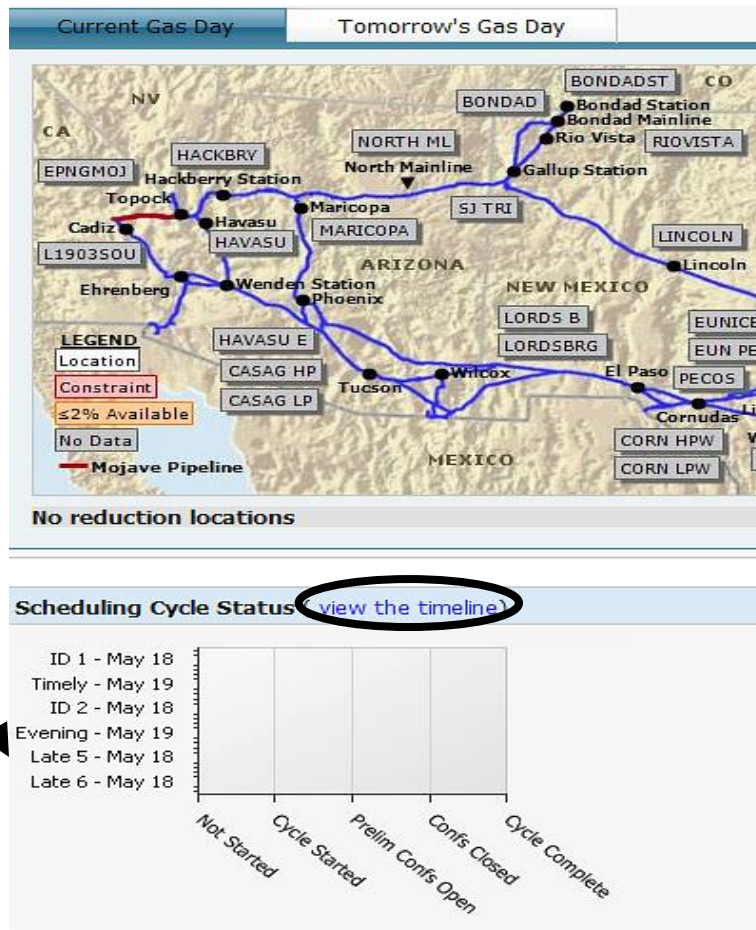 Current Gas Day
Tomorrow's Gas Day
BONDADST
CO
NV
BONDAD
Bondad Station
Bondad Mainline
CA
NORTH ML
Rio Vista
RIOVISTA
HACKBRY
EPNGMOJ
Hackberry Station
North Mainline
Gallup Station
Topock
Maricopa
SJ TRI
Cadiz
Havasu
MARICOPA
HAVASU
LINCOLN
L1903SOU
ARIZONA
Lincoln
Ehrenberg
Wenden Station
NEW MEXICO
Phoenix
LORDS B
EUNICE
LEGEND
HAVASU E
LORDSBRG
EUN PE
Location
CASAG HP
El Paso
PECOS
Constraint
Tucson
Wilcox
≤2% Available
CASAG LP
Cornudas
No Data
CORN HPW
Mojave Pipeline
MEXICO
CORN LPW
No reduction locations
Scheduling Cycle Status ( view the timeline)
ID 1 - May 18
Timely - May 19
ID 2 - May 18
Evening - May 19
Late 5 - May 18
Late 6 - May 18
Not Started
Cycle Started
Prelim Confs Open
Confs Closed
Cycle Complete